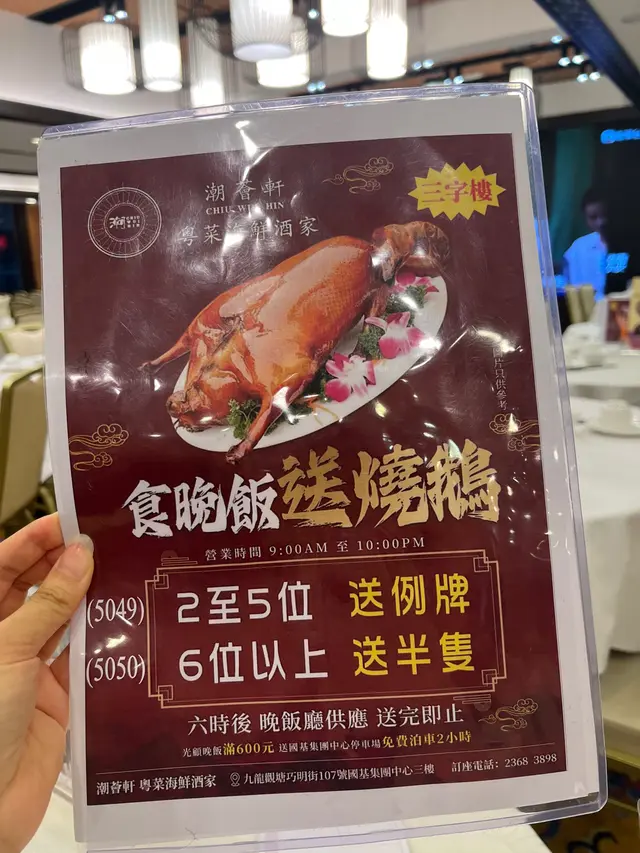 三字樓
潮薈軒
CHIU WUI HIN
粵菜海鮮酒家
潮
圖片只供參考
食晚飯送燒鵝
營業時間 9:00AM 至 10:00PM
(5049) 2至5位 送例牌
(5050) 6位以上 送半隻
六時後 晚飯廳供應 送完即止
光顧晚飯滿600元 送國基集團中心停車場免費泊車2小時
潮薈軒 粵菜海鮮酒家 九龍觀塘巧明街107號國基集團中心三樓 訂座電話: 2368 3898